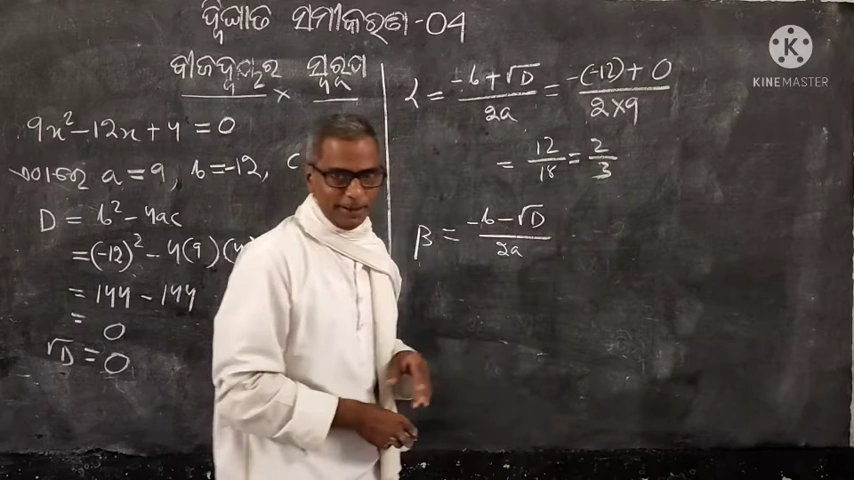 ଦ୍ୱିଘାତ ସମୀକରଣ-04
ବୀଜଦ୍ୱୟର ସ୍ୱରୂପ
9x² - 12x + 4 = 0
ଏଠାରେ a = 9, b = -12, c
D = b² - 4ac
= (-12)² - 4(9)(4
= 144 - 144
= 0
√D = 0
α = (-b + √D)/2a = (-(-12) + 0)/(2×9)
= 12/18 = 2/3
β = (-b - √D)/2a
K
KINEMASTER